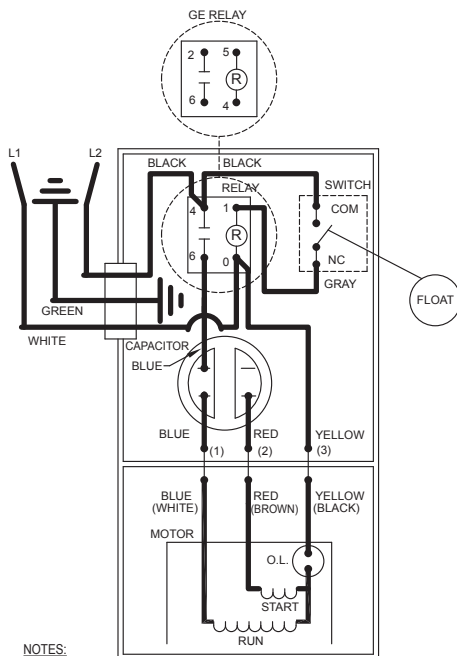 GE RELAY
2 5
R
6 4
L1 L2
BLACK BLACK
RELAY
SWITCH
4 1
COM
R
NC
6 0
GRAY
FLOAT
GREEN
WHITE
CAPACITOR
BLUE
BLUE RED YELLOW
(1) (2) (3)
BLUE RED YELLOW
(WHITE) (BROWN) (BLACK)
MOTOR
O.L.
START
RUN
NOTES: